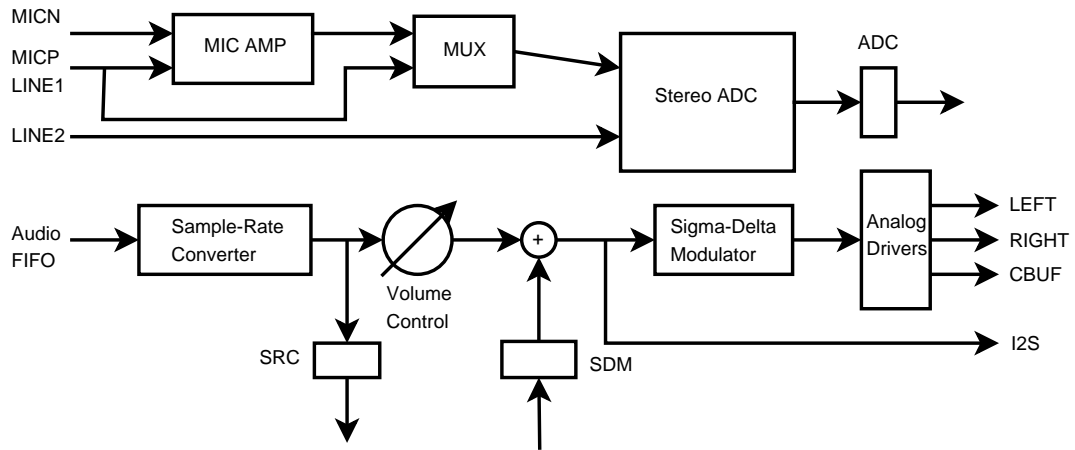 MICN
MICP
LINE1
LINE2
MIC AMP
MUX
Stereo ADC
ADC
Audio
FIFO
Sample-Rate
Converter
Volume
Control
+
Sigma-Delta
Modulator
Analog
Drivers
LEFT
RIGHT
CBUF
I2S
SRC
SDM